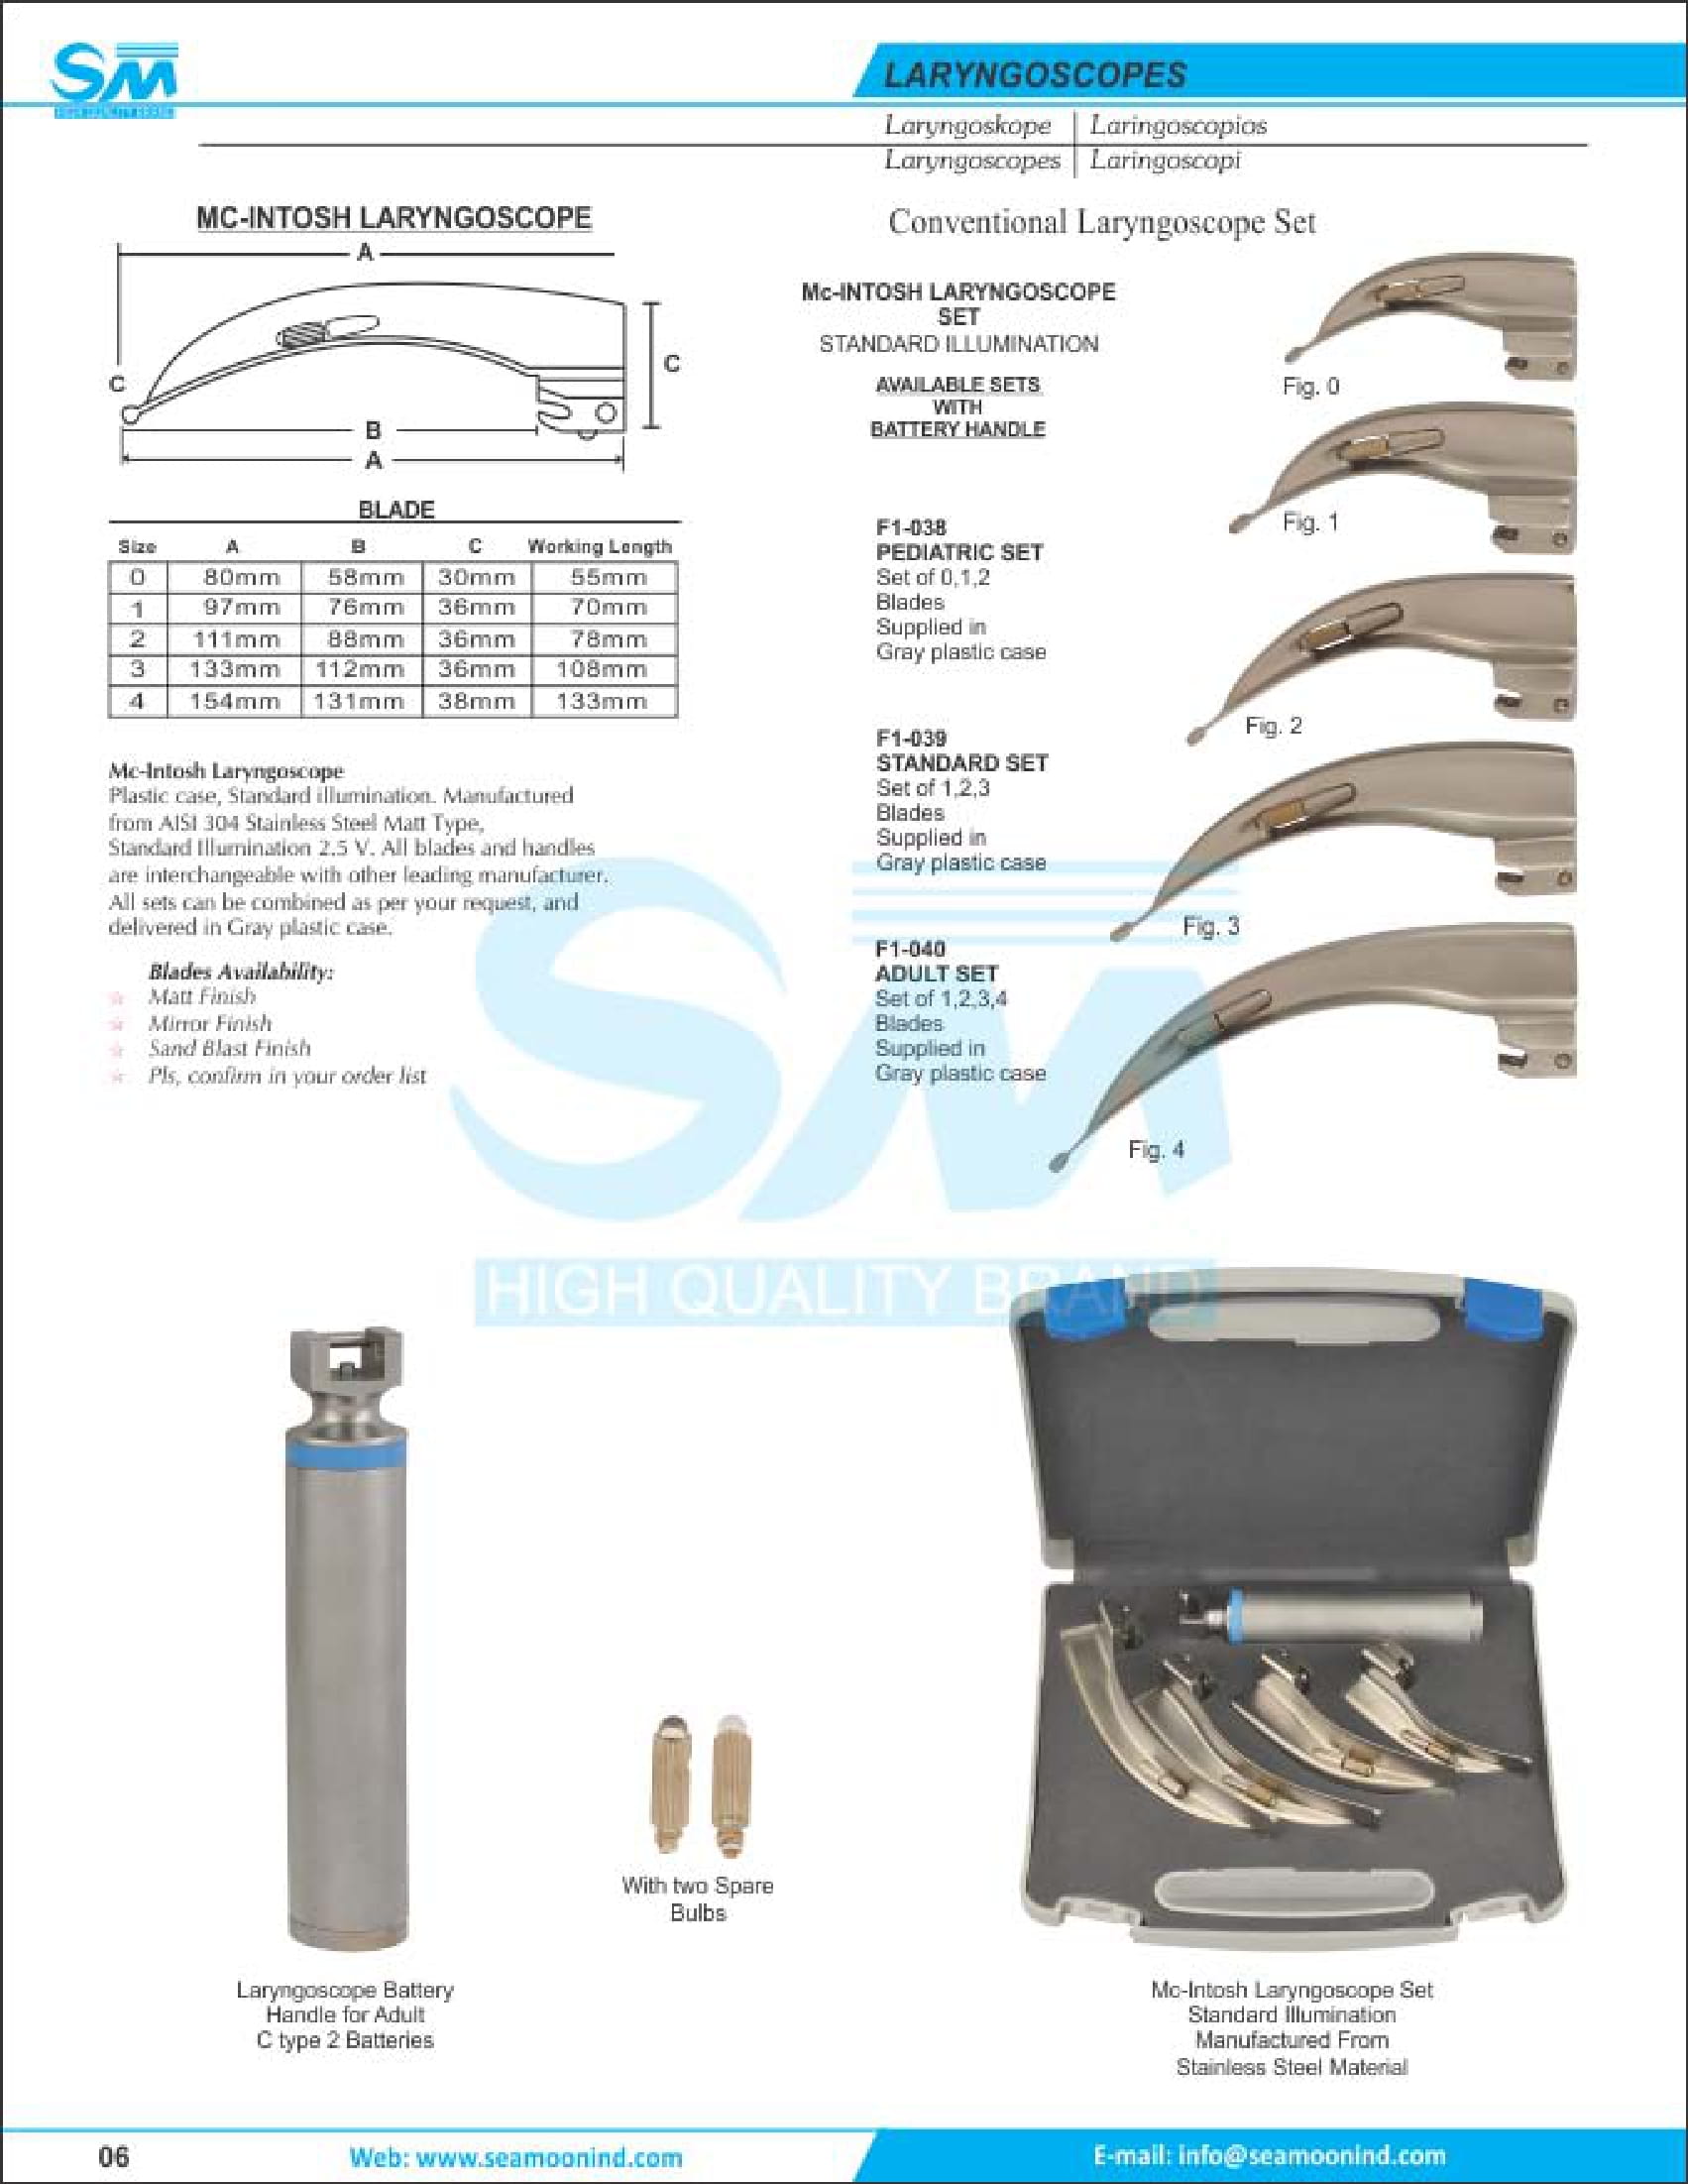 SM
LARYNGOSCOPES
Laryngoskope Laringoscopios
Laryngoscopes Laringoscopi
MC-INTOSH LARYNGOSCOPE
A
C
C
B
A
BLADE
Size A B C Working Length
0 80mm 58mm 30mm 55mm
1 97mm 76mm 36mm 70mm
2 111mm 88mm 36mm 78mm
3 133mm 112mm 36mm 108mm
4 154mm 131mm 38mm 133mm
Mc-Intosh Laryngoscope
Plastic case, Standard illumination. Manufactured
from AISI 304 Stainless Steel Matt Type,
Standard Illumination 2.5 V. All blades and handles
are interchangeable with other leading manufacturer.
All sets can be combined as per your request, and
delivered in Gray plastic case.
Blades Availability:
Matt Finish
Mirror Finish
Sand Blast Finish
Pls, confirm in your order list
Conventional Laryngoscope Set
Mc-INTOSH LARYNGOSCOPE
SET
STANDARD ILLUMINATION
AVAILABLE SETS
WITH
BATTERY HANDLE
F1-038
PEDIATRIC SET
Set of 0,1,2
Blades
Supplied in
Gray plastic case
F1-039
STANDARD SET
Set of 1,2,3
Blades
Supplied in
Gray plastic case
F1-040
ADULT SET
Set of 1,2,3,4
Blades
Supplied in
Gray plastic case
Fig. 0
Fig. 1
Fig. 2
Fig. 3
Fig. 4
SM
HIGH QUALITY BRAND
With two Spare
Bulbs
Laryngoscope Battery
Handle for Adult
C type 2 Batteries
Mc-Intosh Laryngoscope Set
Standard Illumination
Manufactured From
Stainless Steel Material
06
Web: www.seamoonind.com
E-mail: info@seamoonind.com